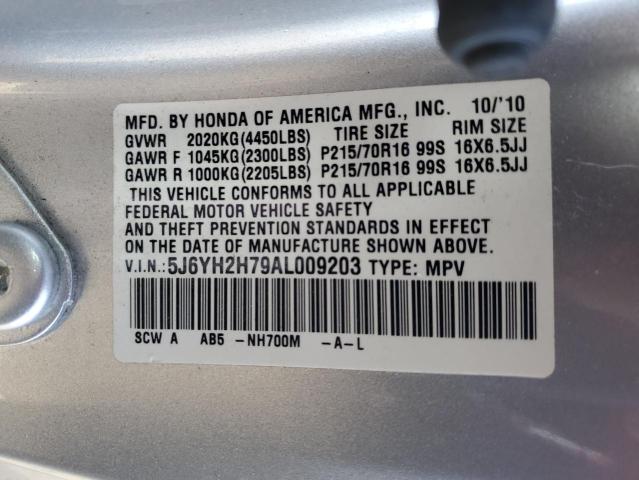 MFD. BY HONDA OF AMERICA MFG., INC. 10/'10
GVWR 2020KG(4450LBS) TIRE SIZE RIM SIZE
GAWR F 1045KG(2300LBS) P215/70R16 99S 16X6.5JJ
GAWR R 1000KG(2205LBS) P215/70R16 99S 16X6.5JJ
THIS VEHICLE CONFORMS TO ALL APPLICABLE
FEDERAL MOTOR VEHICLE SAFETY
AND THEFT PREVENTION STANDARDS IN EFFECT
ON THE DATE OF MANUFACTURE SHOWN ABOVE.
V.I.N.:5J6YH2H79AL009203 TYPE: MPV
SCW A AB5 -NH700M -A-L